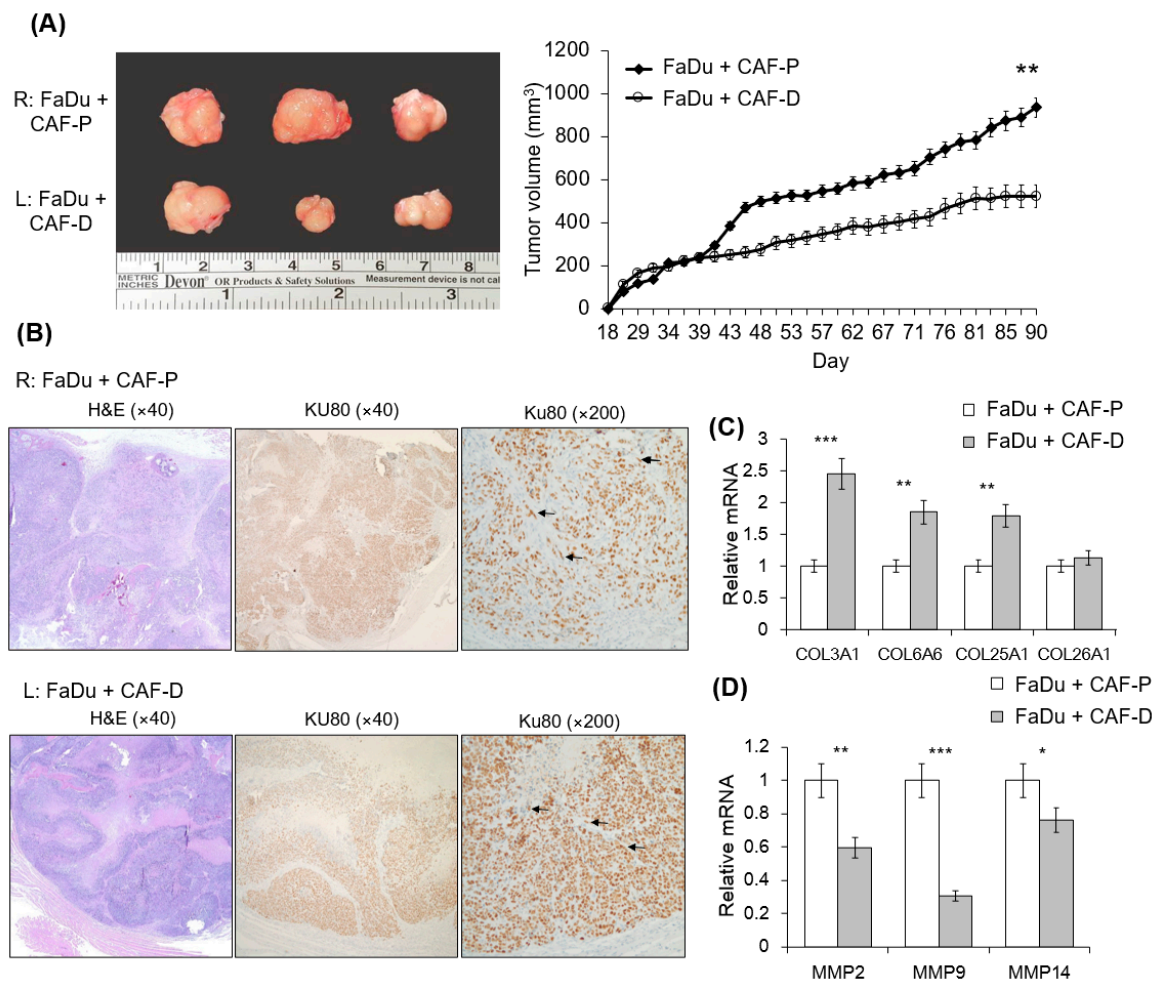 (A)
R: FaDu +
CAF-P
L: FaDu +
CAF-D
1 2 3 4 5 6 7 8
METRIC
INCHES Devon® OR Products & Safety Solutions Measurement device is not cal
1 2 3
Tumor volume (mm³)
1200
1000
800
600
400
200
0
FaDu + CAF-P
FaDu + CAF-D
**
18 29 34 39 43 48 53 57 62 67 71 76 81 85 90
Day
(B)
R: FaDu + CAF-P
H&E (×40) KU80 (×40) Ku80 (×200)
L: FaDu + CAF-D
H&E (×40) KU80 (×40) Ku80 (×200)
(C)
FaDu + CAF-P
FaDu + CAF-D
Relative mRNA
3
2.5
2
1.5
1
0.5
0
*** ** **
COL3A1 COL6A6 COL25A1 COL26A1
(D)
FaDu + CAF-P
FaDu + CAF-D
Relative mRNA
1.2
1
0.8
0.6
0.4
0.2
0
** *** *
MMP2 MMP9 MMP14